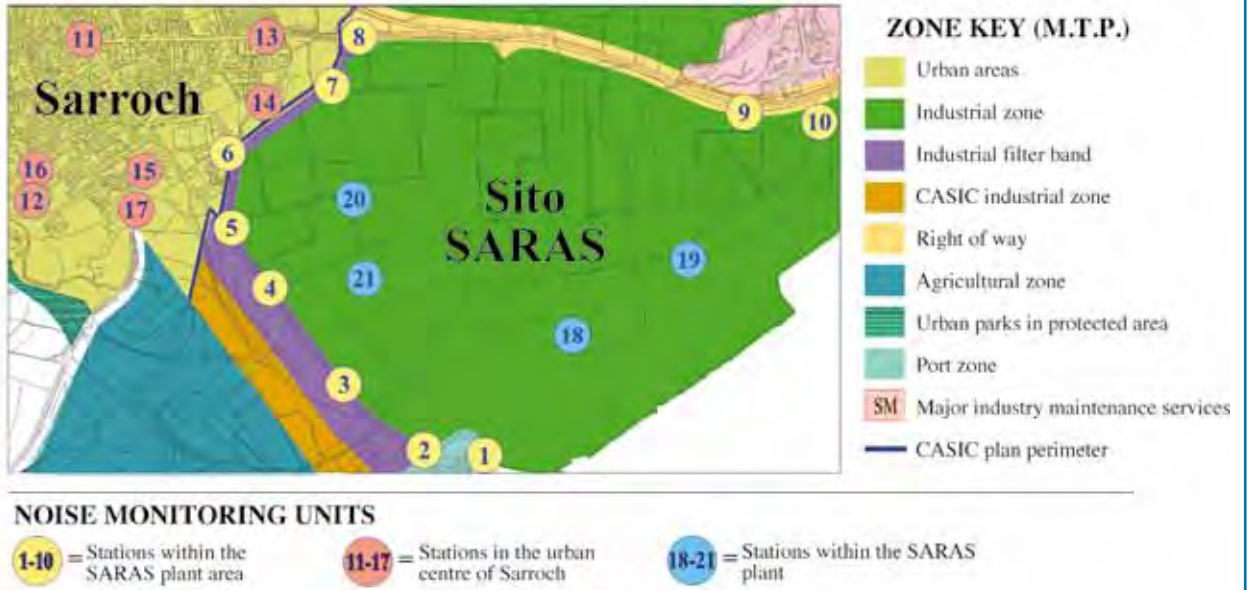 11
13
8
ZONE KEY (M.T.P.)
Urban areas
Sarroch
7
14
9
10
Industrial zone
6
Industrial filter band
16
15
12
17
20
Sito
SARAS
CASIC industrial zone
5
Right of way
4
21
19
Agricultural zone
18
Urban parks in protected area
3
Port zone
SM Major industry maintenance services
2
1
CASIC plan perimeter
NOISE MONITORING UNITS
1-10 = Stations within the
SARAS plant area
11-17 = Stations in the urban
centre of Sarroch
18-21 = Stations within the SARAS
plant